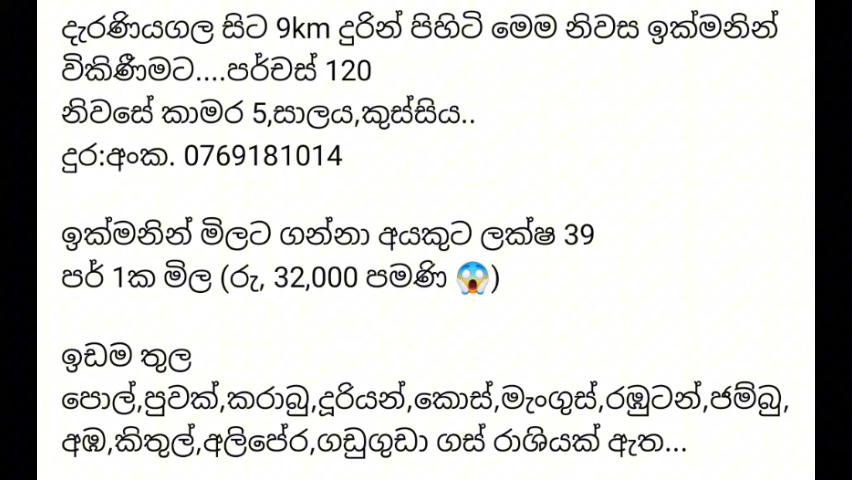 දැරණියගල සිට 9km දුරින් පිහිටි මෙම නිවස ඉක්මනින්
විකිණීමට....පර්චස් 120
නිවසේ කාමර 5,සාලය,කුස්සිය..
දුර:අංක. 0769181014
ඉක්මනින් මිලට ගන්නා අයකුට ලක්ෂ 39
පර් 1ක මිල (රු, 32,000 පමණි 😱)
ඉඩම තුල
පොල්,පුවක්,කරාබු,දූරියන්,කොස්,මැංගුස්,රඹුටන්,ජම්බු,
අඹ,කිතුල්,අලිපේර,ගඩුගුඩා ගස් රාශියක් ඇත...